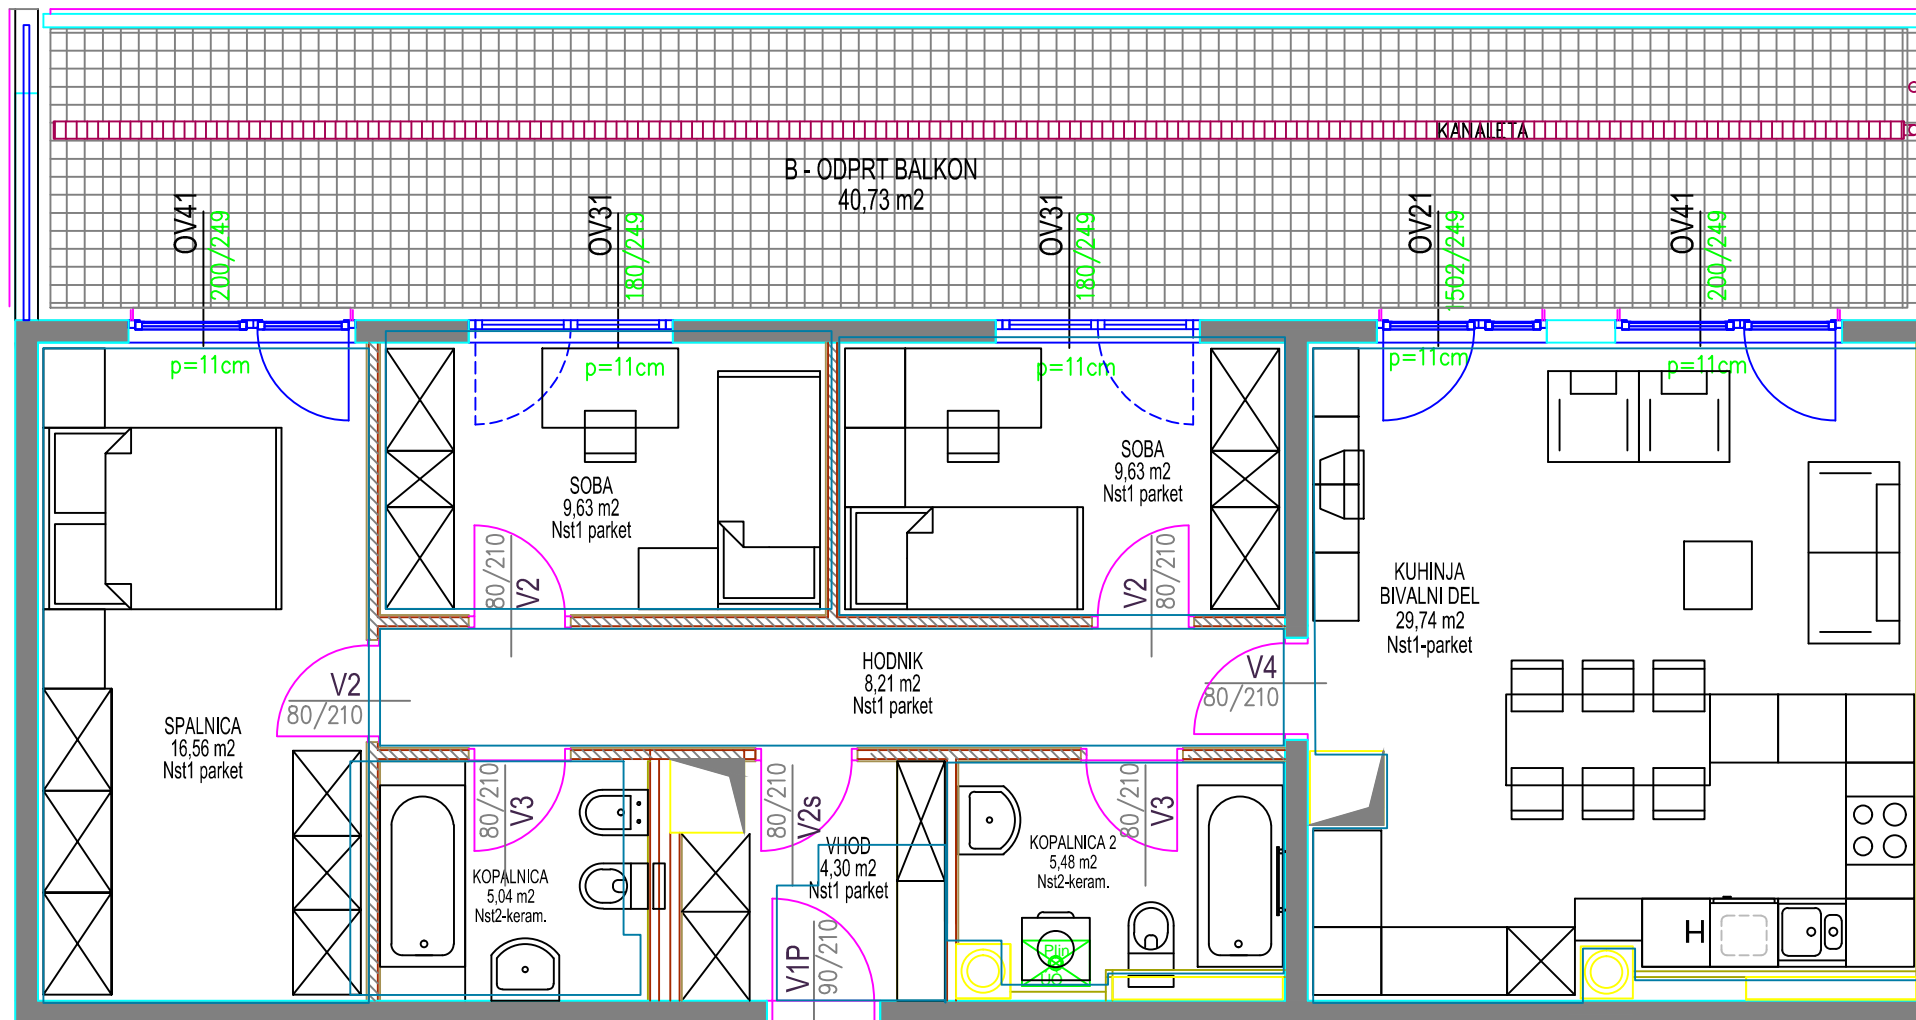 KANALETA
B - ODPRT BALKON
40,73 m2
OV41
200/249
OV31
180/249
OV31
180/249
OV21
1502/249
OV41
200/249
p=11cm
p=11cm
p=11cm
p=11cm
p=11cm
SOBA
9,63 m2
Nst1 parket
SOBA
9,63 m2
Nst1 parket
80/210
V2
V2
80/210
KUHINJA
BIVALNI DEL
29,74 m2
Nst1-parket
HODNIK
8,21 m2
Nst1 parket
V2
80/210
V4
80/210
SPALNICA
16,56 m2
Nst1 parket
80/210
V3
80/210
V2s
80/210
V3
VHOD
4,30 m2
Nst1 parket
KOPALNICA
5,04 m2
Nst2-keram.
KOPALNICA 2
5,48 m2
Nst2-keram.
V1P
90/210
Plin
H